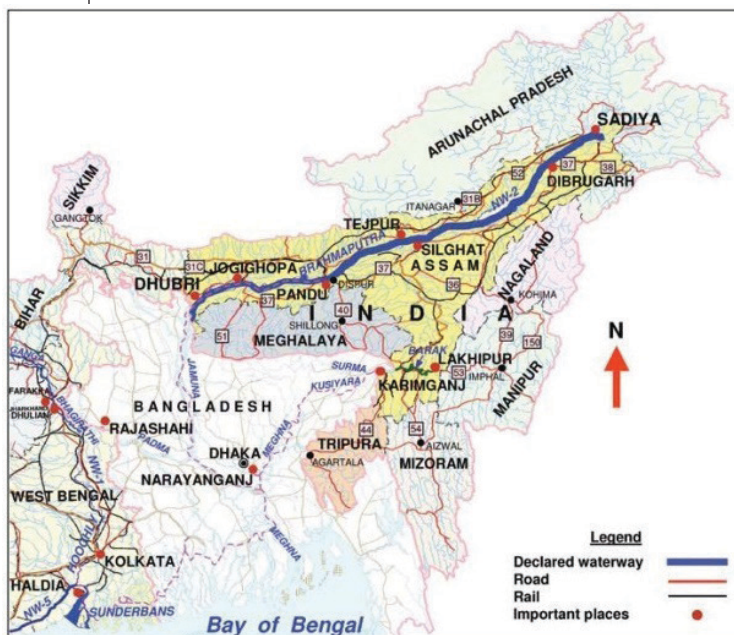 ARUNACHAL PRADESH
SADIYA
37
38
52
DIBRUGARH
SIKKIM
GANGTOK
ITANAGAR
31B
NW-2
TEJPUR
BRAHMAPUTRA
SILGHAT
ASSAM
NAGALAND
31
31C
JOGIGHOPA
DHUBRI
37
PANDU
DISPUR
37
36
KOHIMA
BIHAR
INDIA
40
SHILLONG
51
MEGHALAYA
39
150
N
BARAK
LAKHIPUR
SURMA
KUSIYARA
KARIMGANJ
53
IMPHAL
MANIPUR
GANGA
JAMUNA
FARAKKA
JHARKHAND
DHULIAN
BHAGIRATHI
BANGLADESH
RAJASHAHI
PADMA
MEGHNA
44
TRIPURA
54
AIZWAL
MIZORAM
DHAKA
NARAYANGANJ
AGARTALA
NW-1
WEST BENGAL
MEGHNA
HOOGHLY
KOLKATA
HALDIA
NW-5
SUNDERBANS
Bay of Bengal
Legend
Declared waterway
Road
Rail
Important places